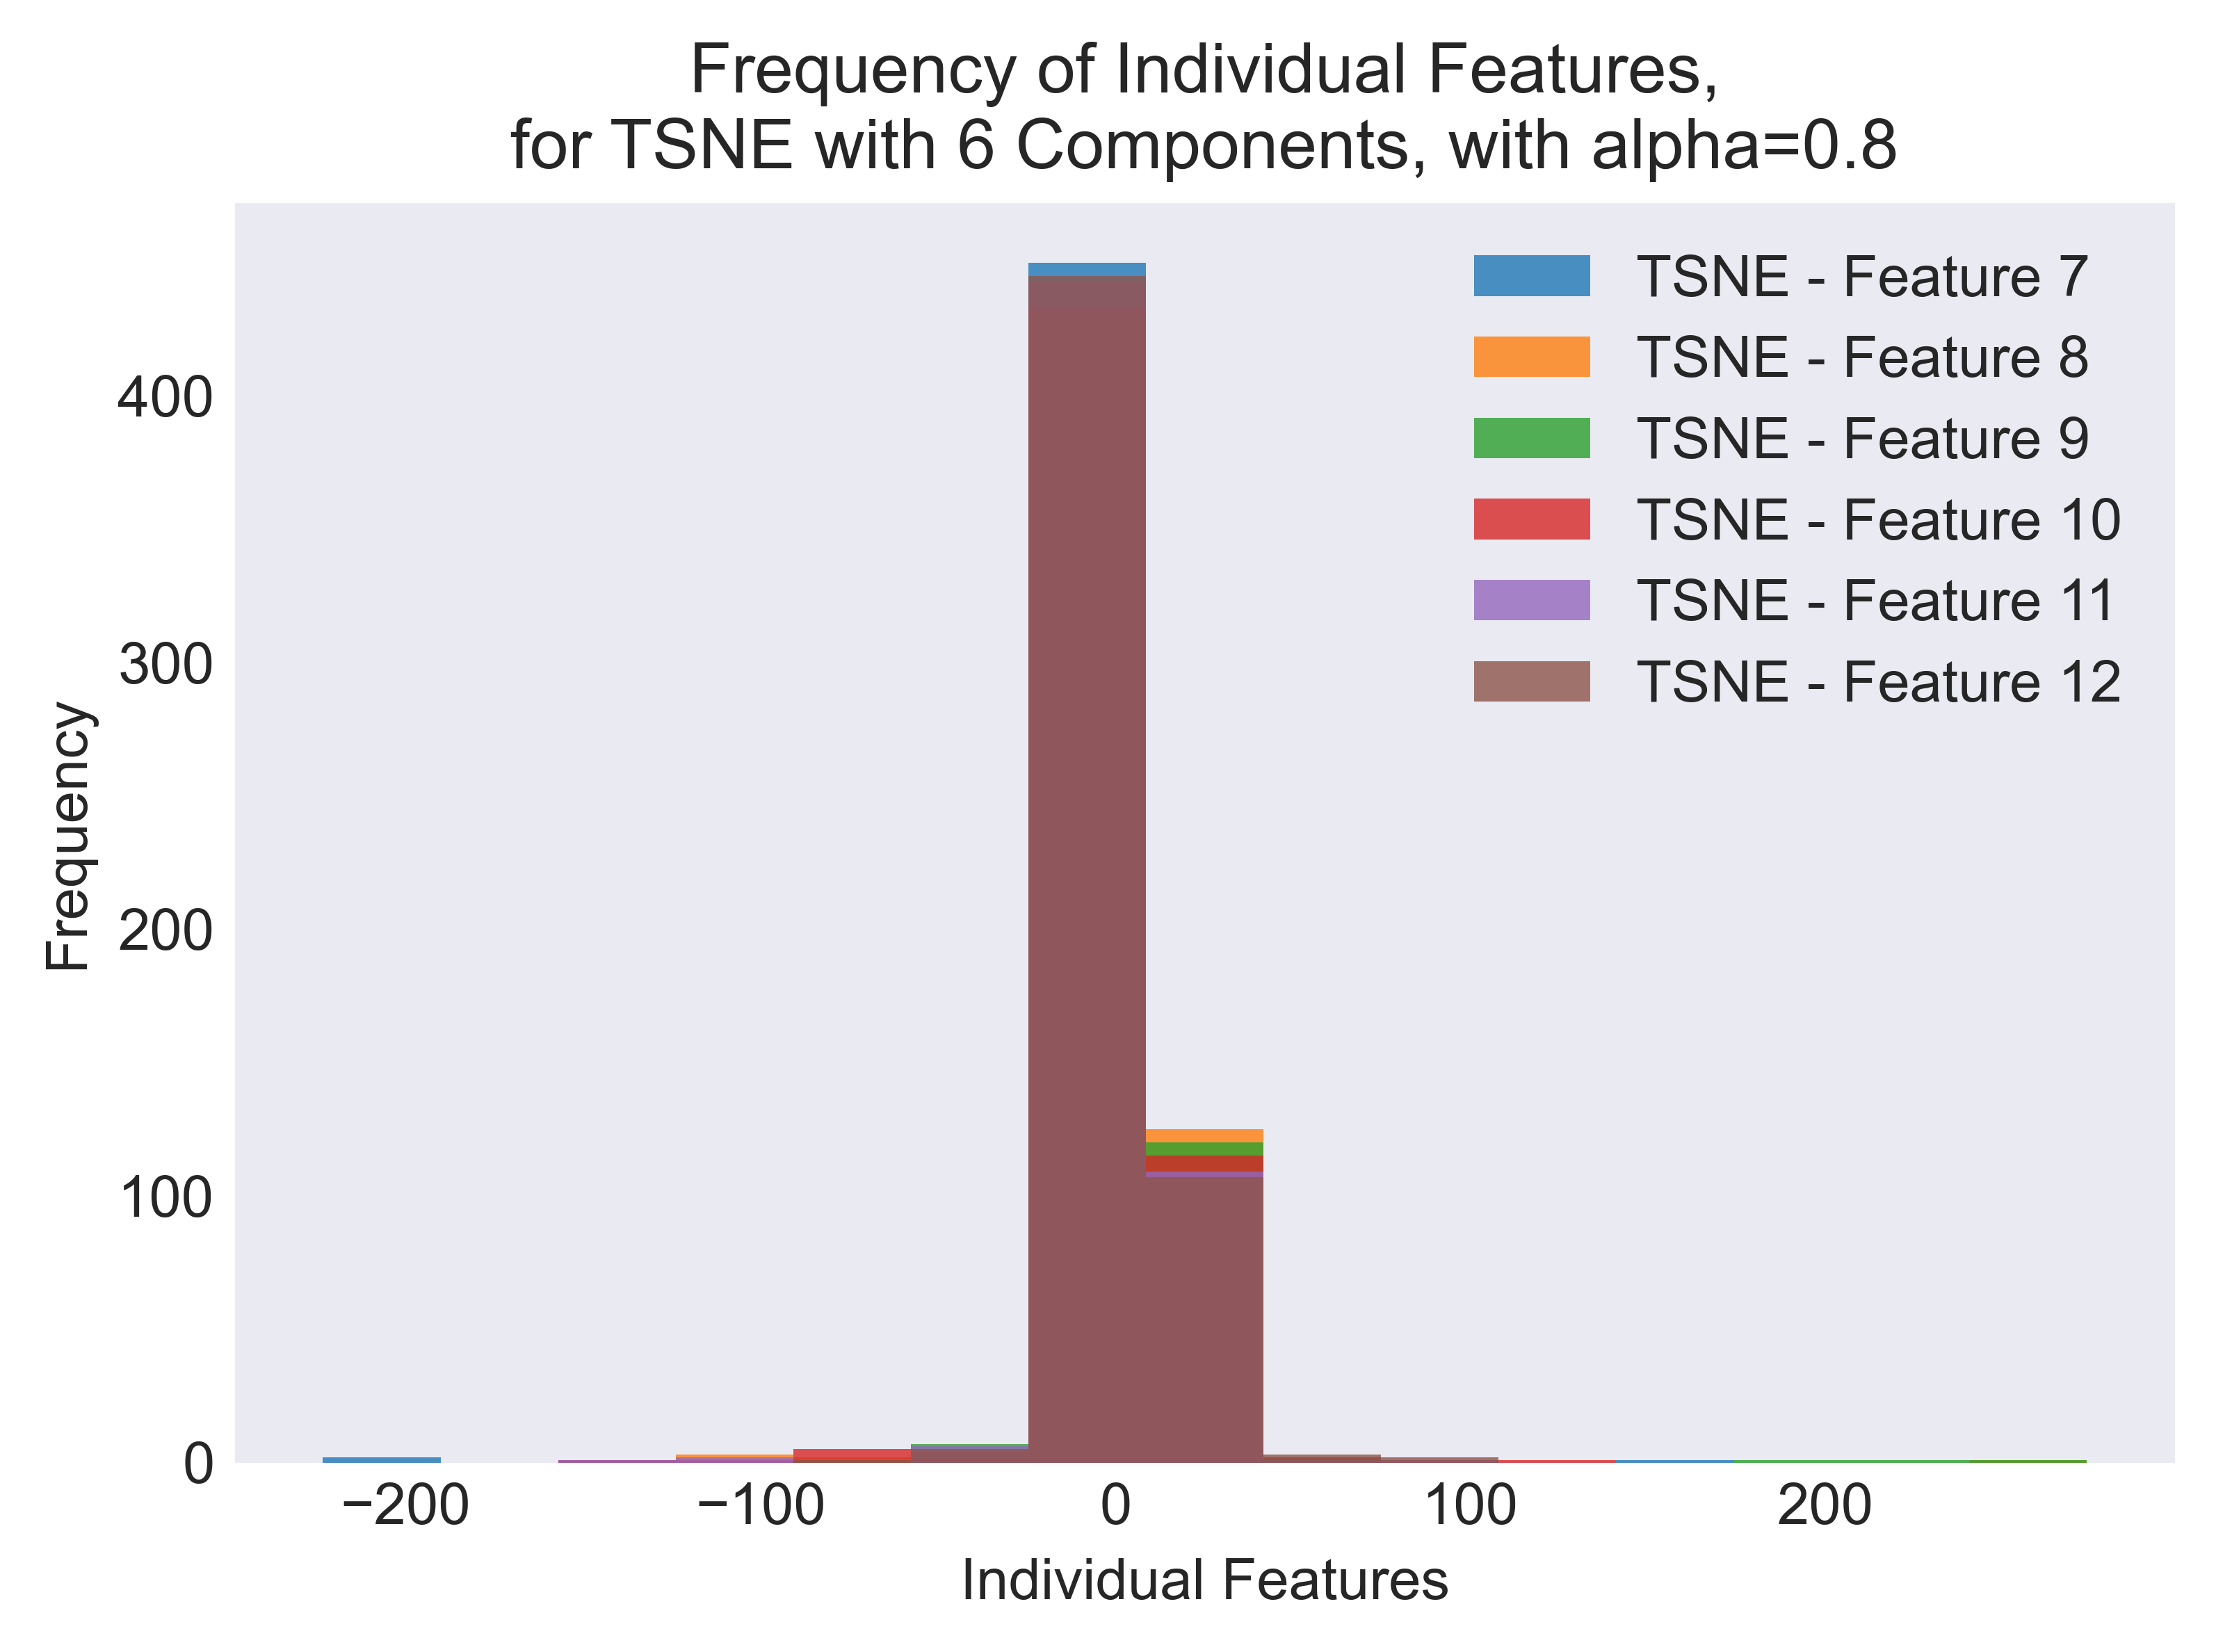 Frequency of Individual Features,
for TSNE with 6 Components, with alpha=0.8
TSNE - Feature 7
TSNE - Feature 8
TSNE - Feature 9
TSNE - Feature 10
TSNE - Feature 11
TSNE - Feature 12
Frequency
400
300
200
100
0
−200
−100
0
100
200
Individual Features